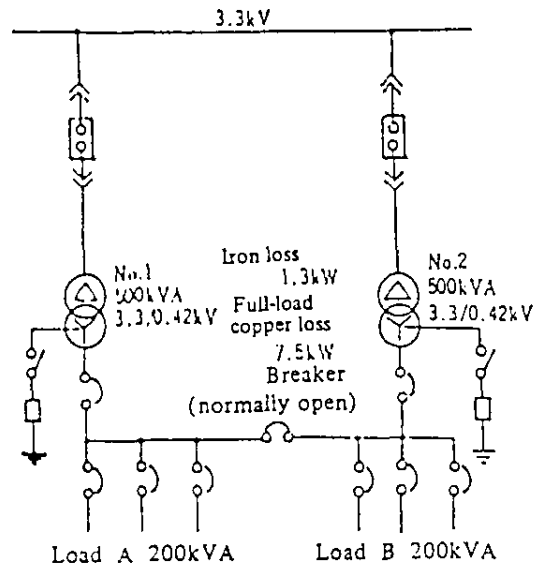 3.3kV
No.1
500kVA
3.3/0.42kV
Iron loss
1.3kW
Full-load
copper loss
7.5kW
Breaker
(normally open)
No.2
500kVA
3.3/0.42kV
Load A 200kVA
Load B 200kVA